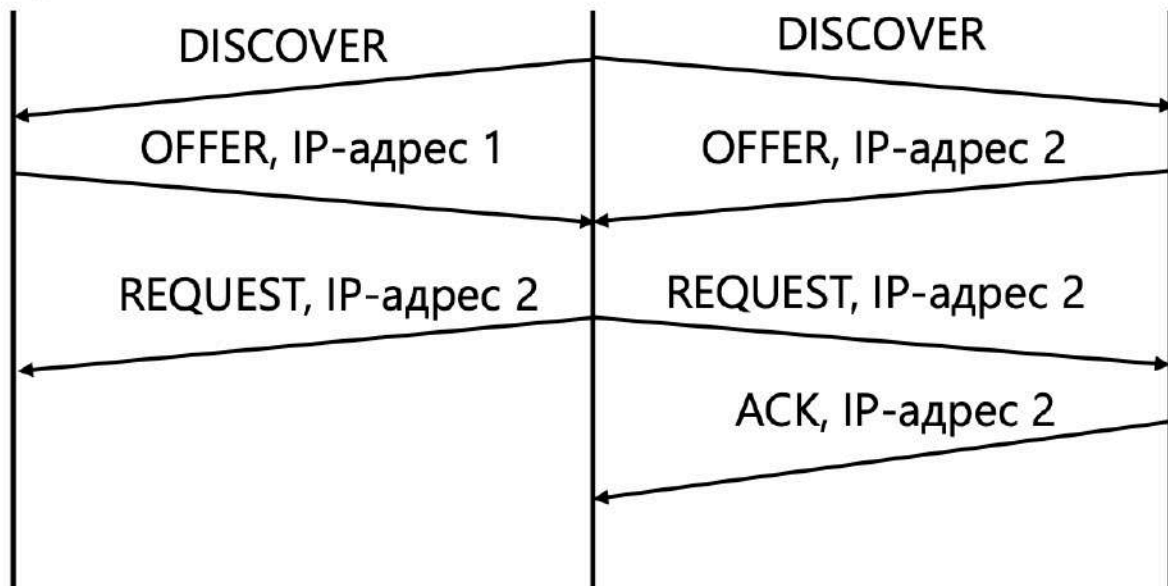 DISCOVER
DISCOVER
OFFER, IP-адрес 1
OFFER, IP-адрес 2
REQUEST, IP-адрес 2
REQUEST, IP-адрес 2
ACK, IP-адрес 2